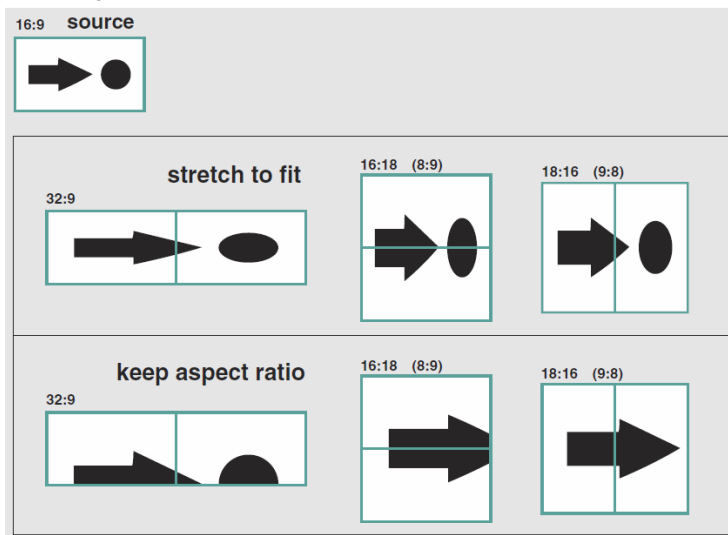 16:9 source
stretch to fit
16:18 (8:9)
18:16 (9:8)
32:9
keep aspect ratio
16:18 (8:9)
18:16 (9:8)
32:9